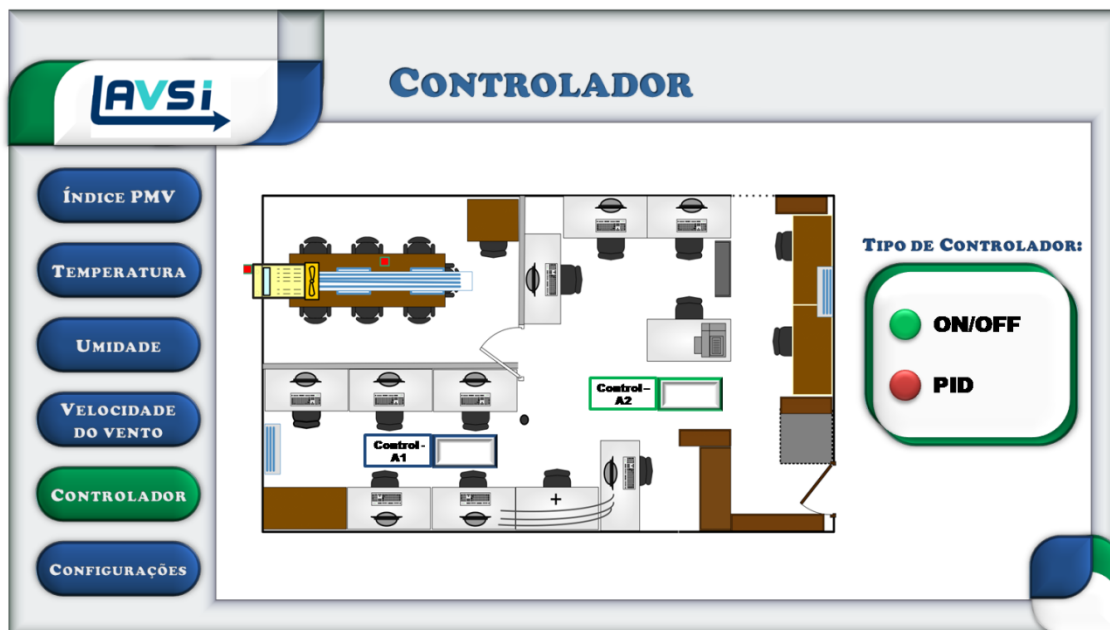 LAVSi
CONTROLADOR
ÍNDICE PMV
TEMPERATURA
UMIDADE
VELOCIDADE
DO VENTO
CONTROLADOR
CONFIGURAÇÕES
Control -
A1
Control -
A2
TIPO DE CONTROLADOR:
ON/OFF
PID